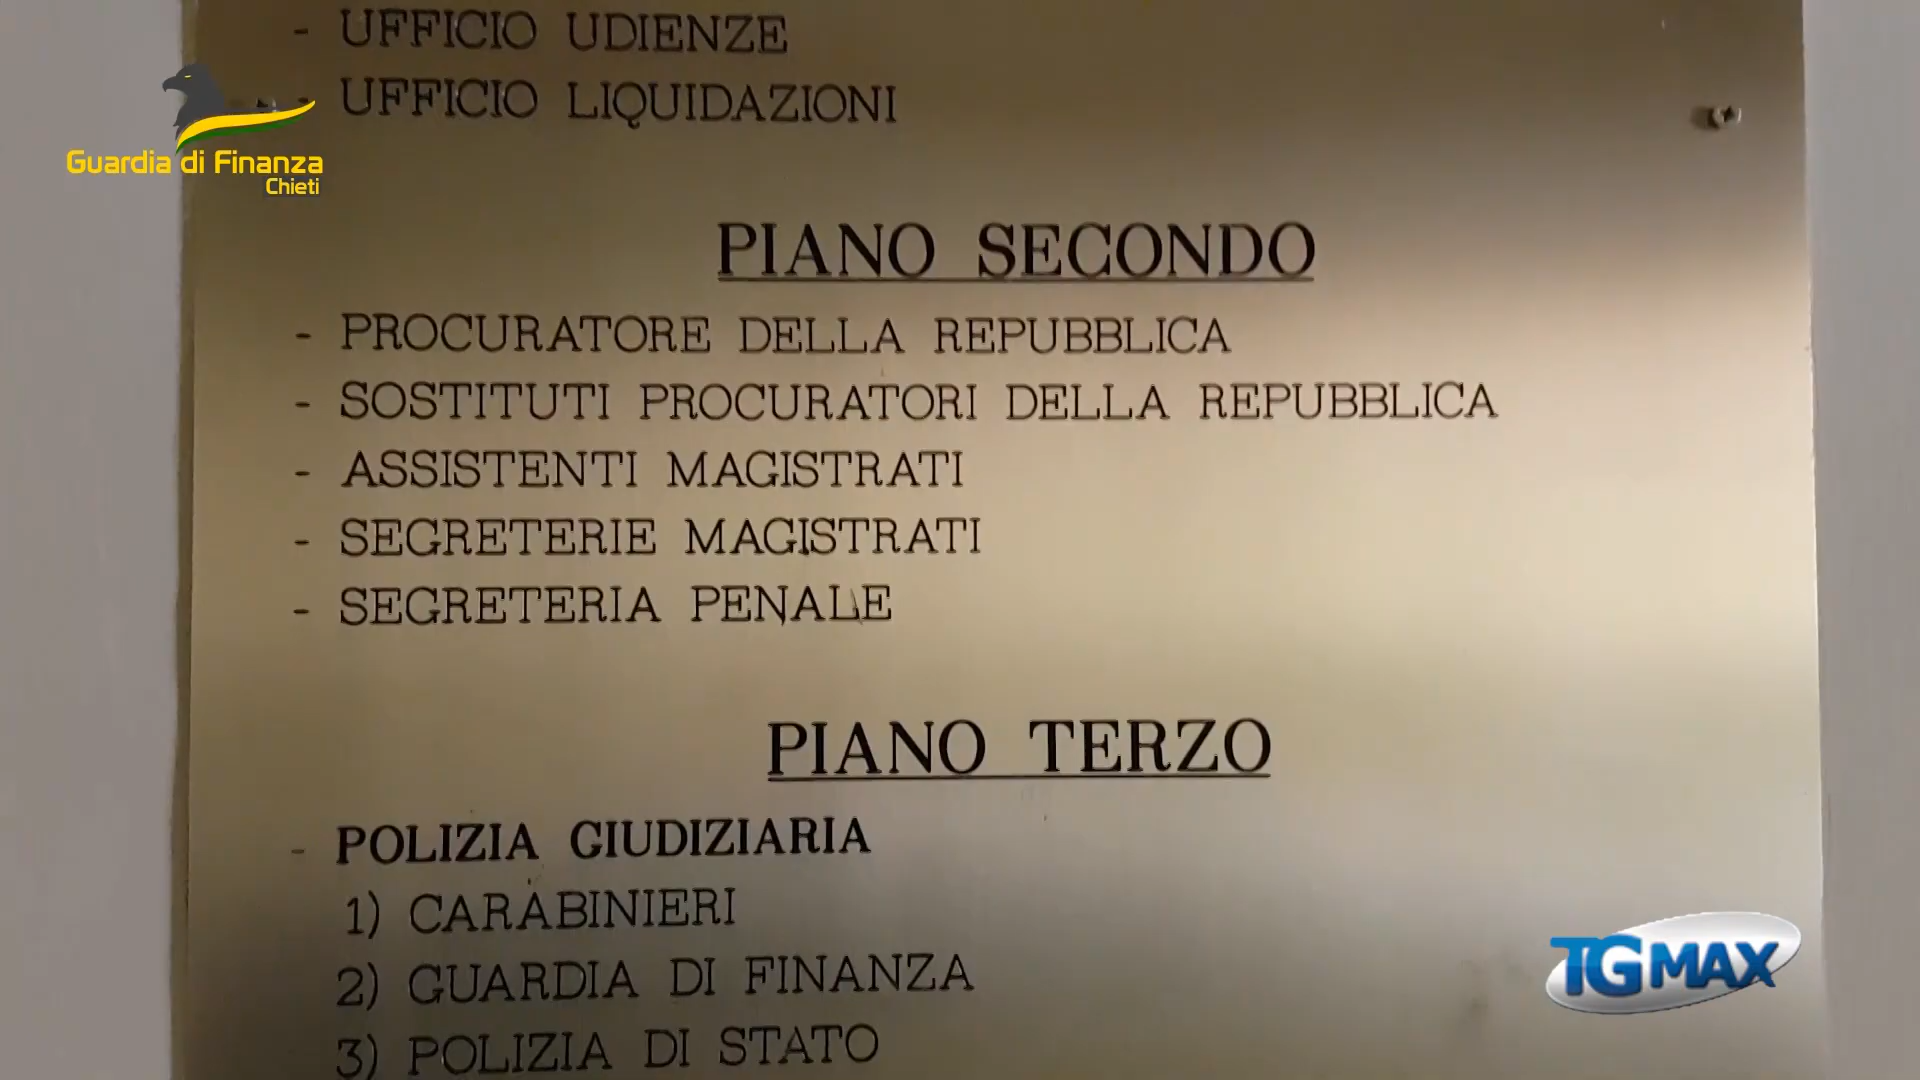 - UFFICIO UDIENZE
- UFFICIO LIQUIDAZIONI
Guardia di Finanza
Chieti
PIANO SECONDO
- PROCURATORE DELLA REPUBBLICA
- SOSTITUTI PROCURATORI DELLA REPUBBLICA
- ASSISTENTI MAGISTRATI
- SEGRETERIE MAGISTRATI
- SEGRETERIA PENALE
PIANO TERZO
- POLIZIA GIUDIZIARIA
1) CARABINIERI
2) GUARDIA DI FINANZA
3) POLIZIA DI STATO
TGMAX